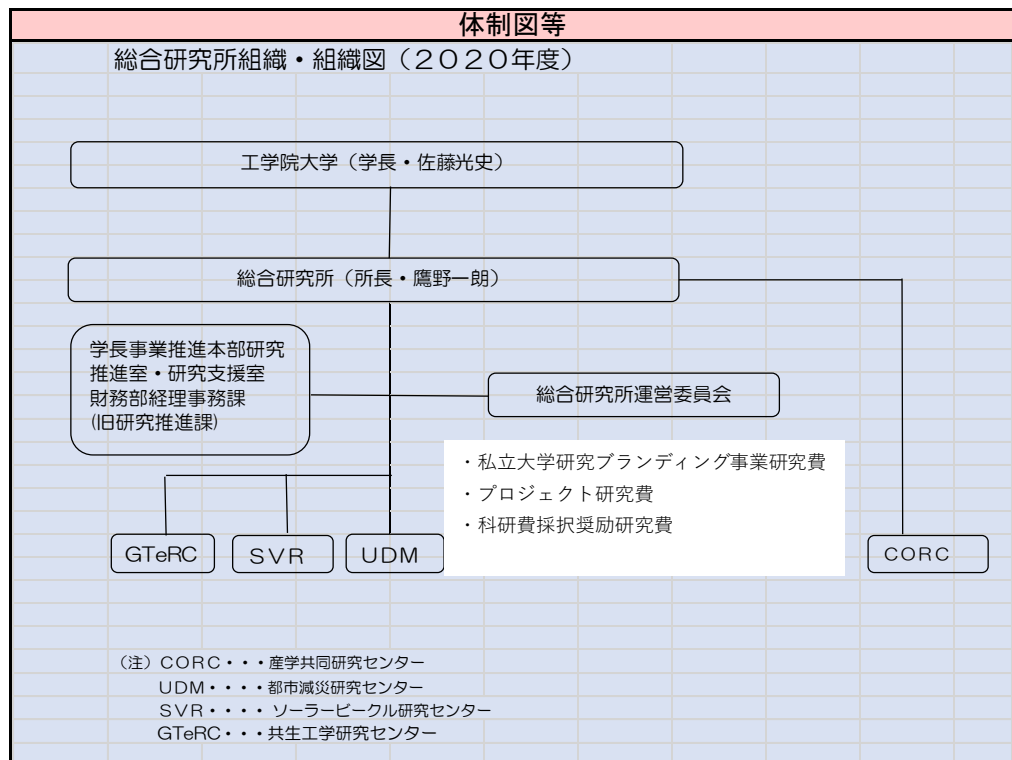 体制図等
総合研究所組織・組織図（２０２０年度）
工学院大学（学長・佐藤光史）
総合研究所（所長・鷹野一朗）
学長事業推進本部研究
推進室・研究支援室
財務部経理事務課
(旧研究推進課)
総合研究所運営委員会
・私立大学研究ブランディング事業研究費
・プロジェクト研究費
・科研費採択奨励研究費
GTeRC
ＳＶＲ
ＵＤＭ
ＣＯＲＣ
（注）ＣＯＲＣ・・・産学共同研究センター
ＵＤＭ・・・・都市減災研究センター
ＳＶＲ・・・・ソーラービークル研究センター
GTeRC・・・共生工学研究センター